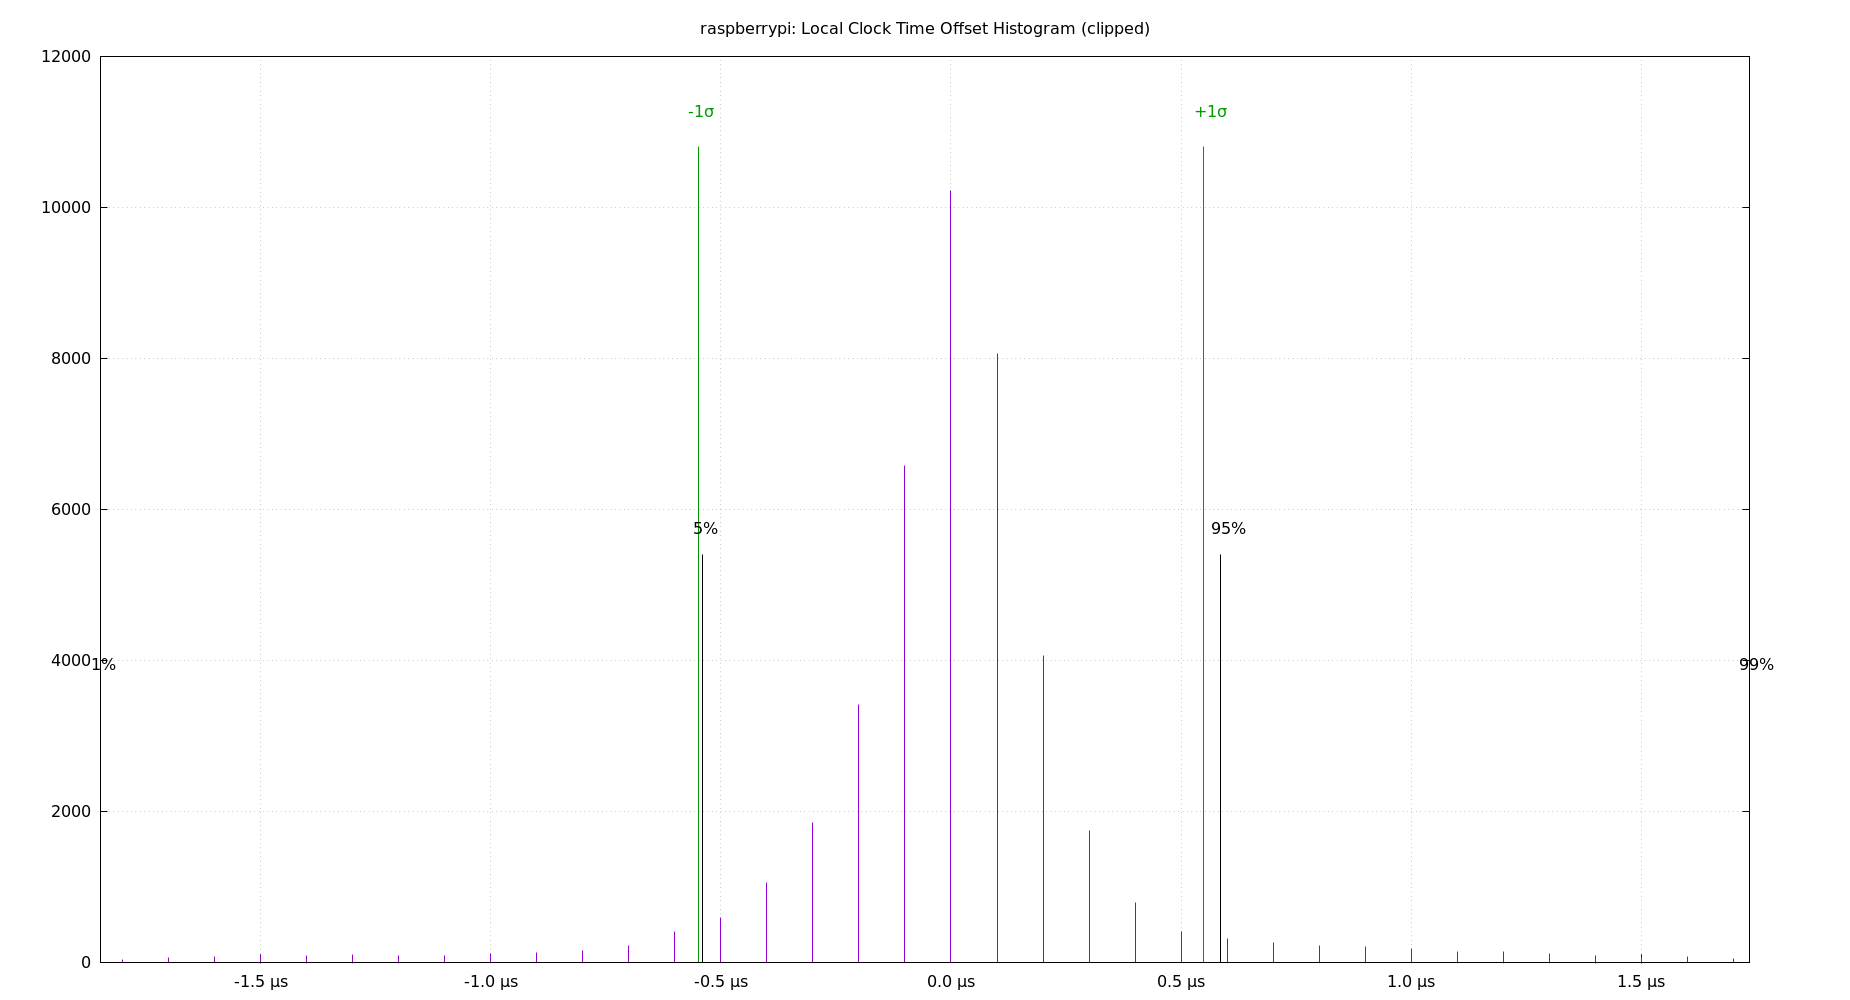 raspberrypi: Local Clock Time Offset Histogram (clipped)
12000
-1σ
+1σ
10000
8000
6000
5%
95%
4000
1%
99%
2000
0
-1.5 µs
-1.0 µs
-0.5 µs
0.0 µs
0.5 µs
1.0 µs
1.5 µs